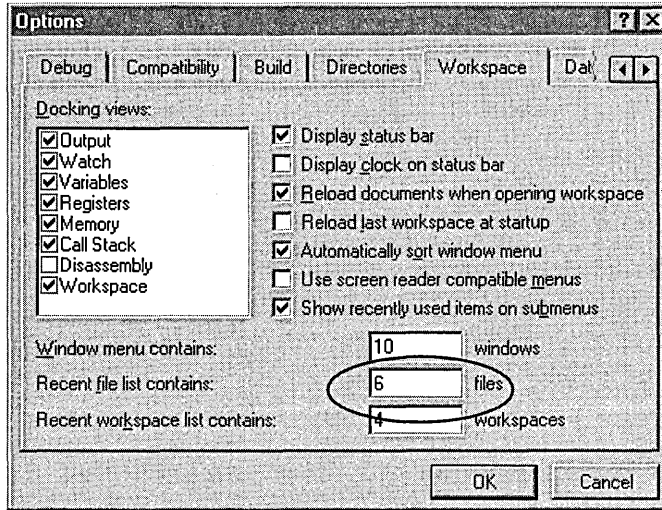 Options
Debug Compatibility Build Directories Workspace Dat
Docking views:
Output
Watch
Variables
Registers
Memory
Call Stack
Disassembly
Workspace
Display status bar
Display clock on status bar
Reload documents when opening workspace
Reload last workspace at startup
Automatically sort window menu
Use screen reader compatible menus
Show recently used items on submenus
Window menu contains: 10 windows
Recent file list contains: 6 files
Recent workspace list contains: 4 workspaces
OK Cancel